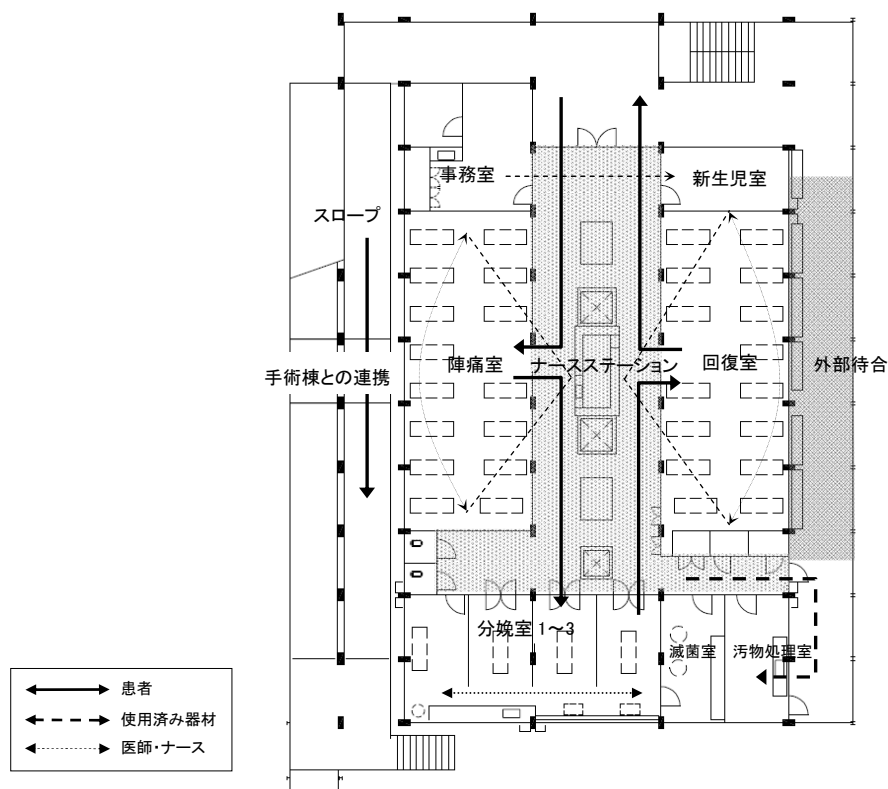 事務室
新生児室
スロープ
陣痛室
ナースステーション
回復室
外部待合
手術棟との連携
分娩室 1～3
滅菌室
汚物処理室
患者
使用済み器材
医師・ナース